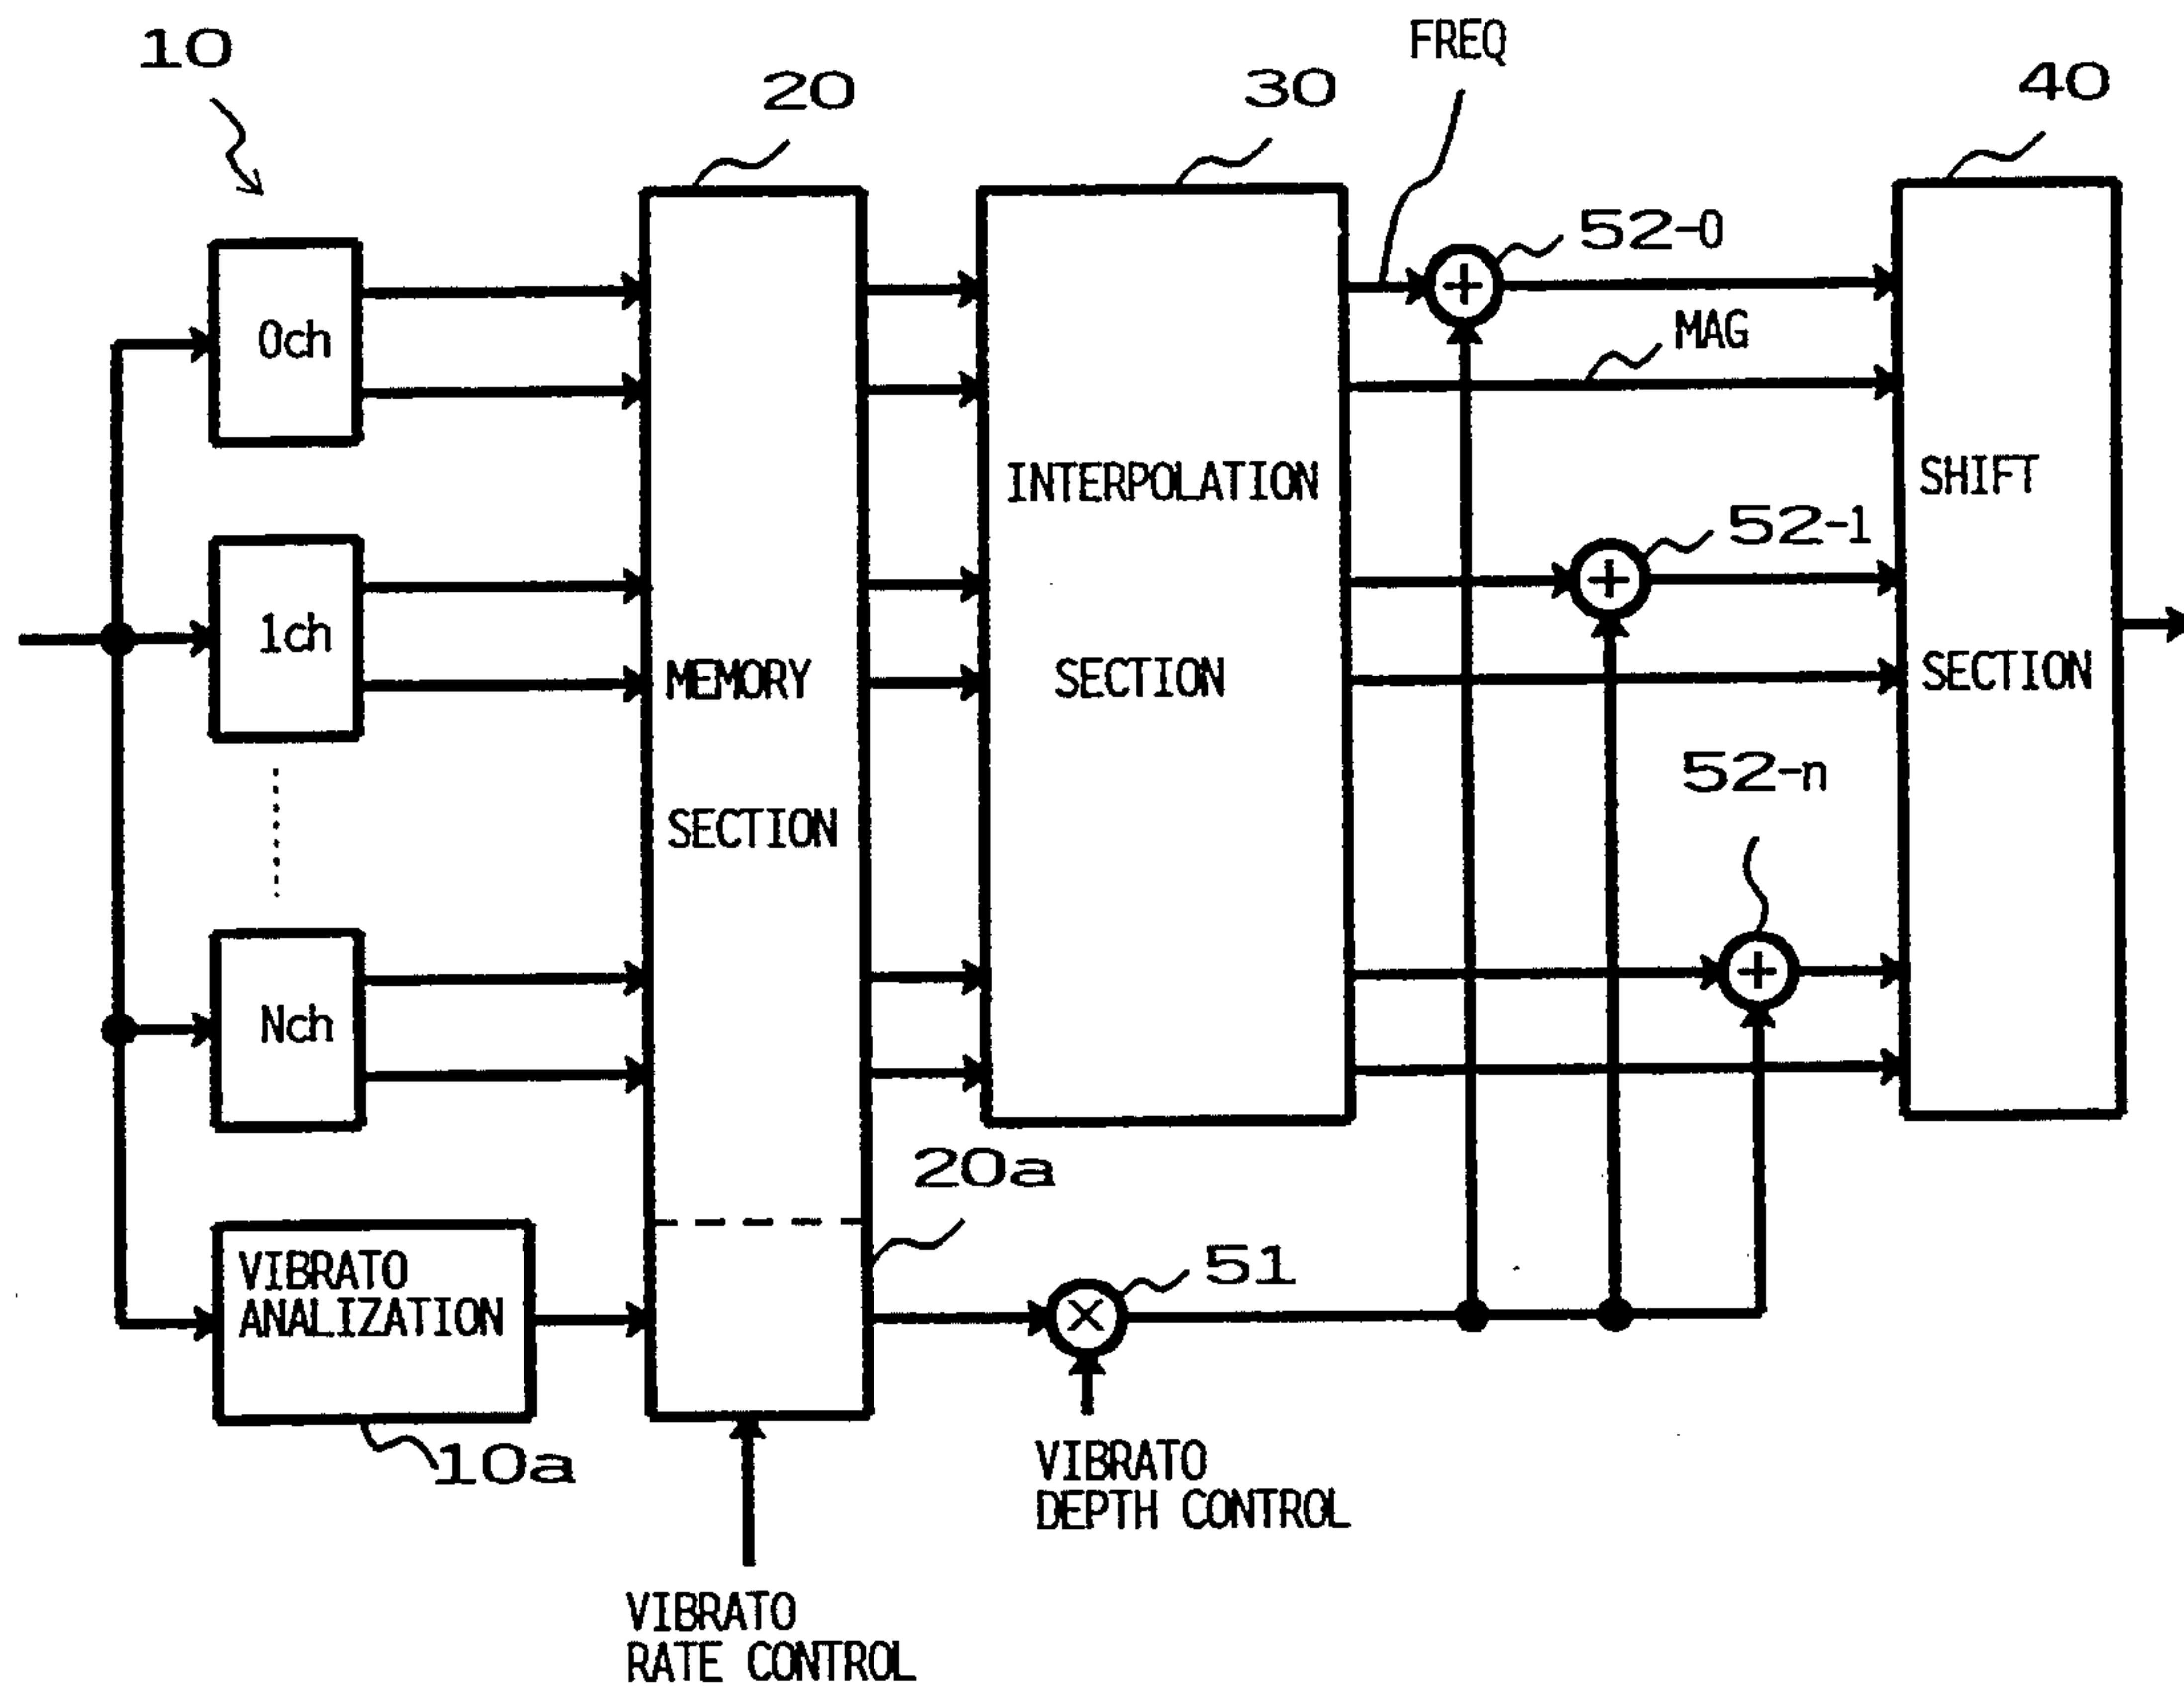 10
20
30
FREQ
40
52-0
0ch
MAG
INTERPOLATION
SHIFT
52-1
1ch
MEMORY
SECTION
SECTION
52-n
SECTION
Nch
20a
VIBRATO
ANALIZATION
51
10a
VIBRATO
DEPTH CONTROL
VIBRATO
RATE CONTROL